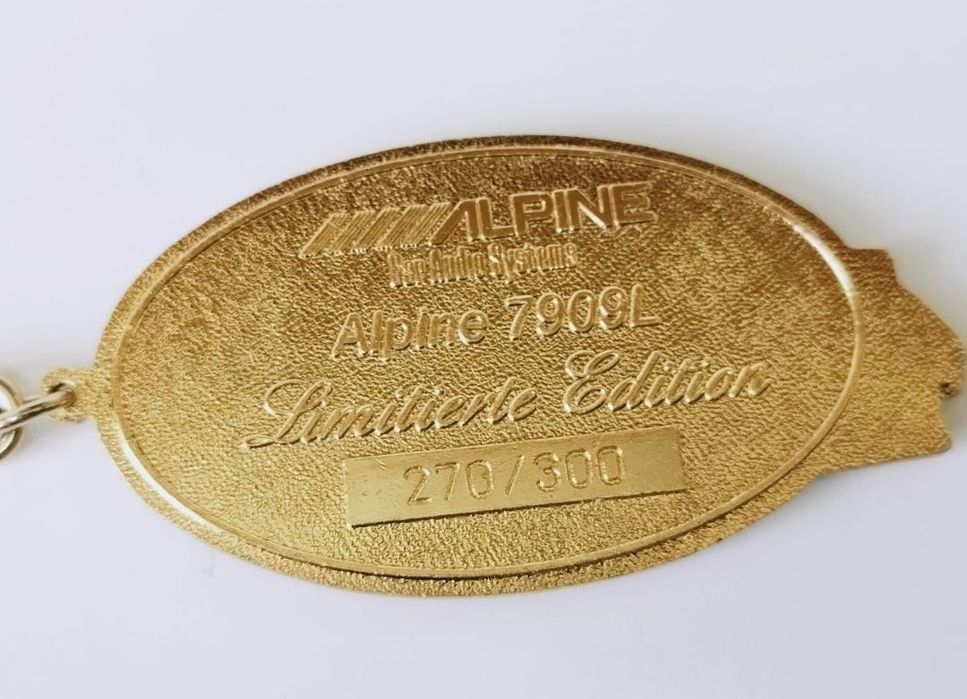 ALPINE
Car Audio Systems
Alpine 7909L
Limitierte Edition
270/300